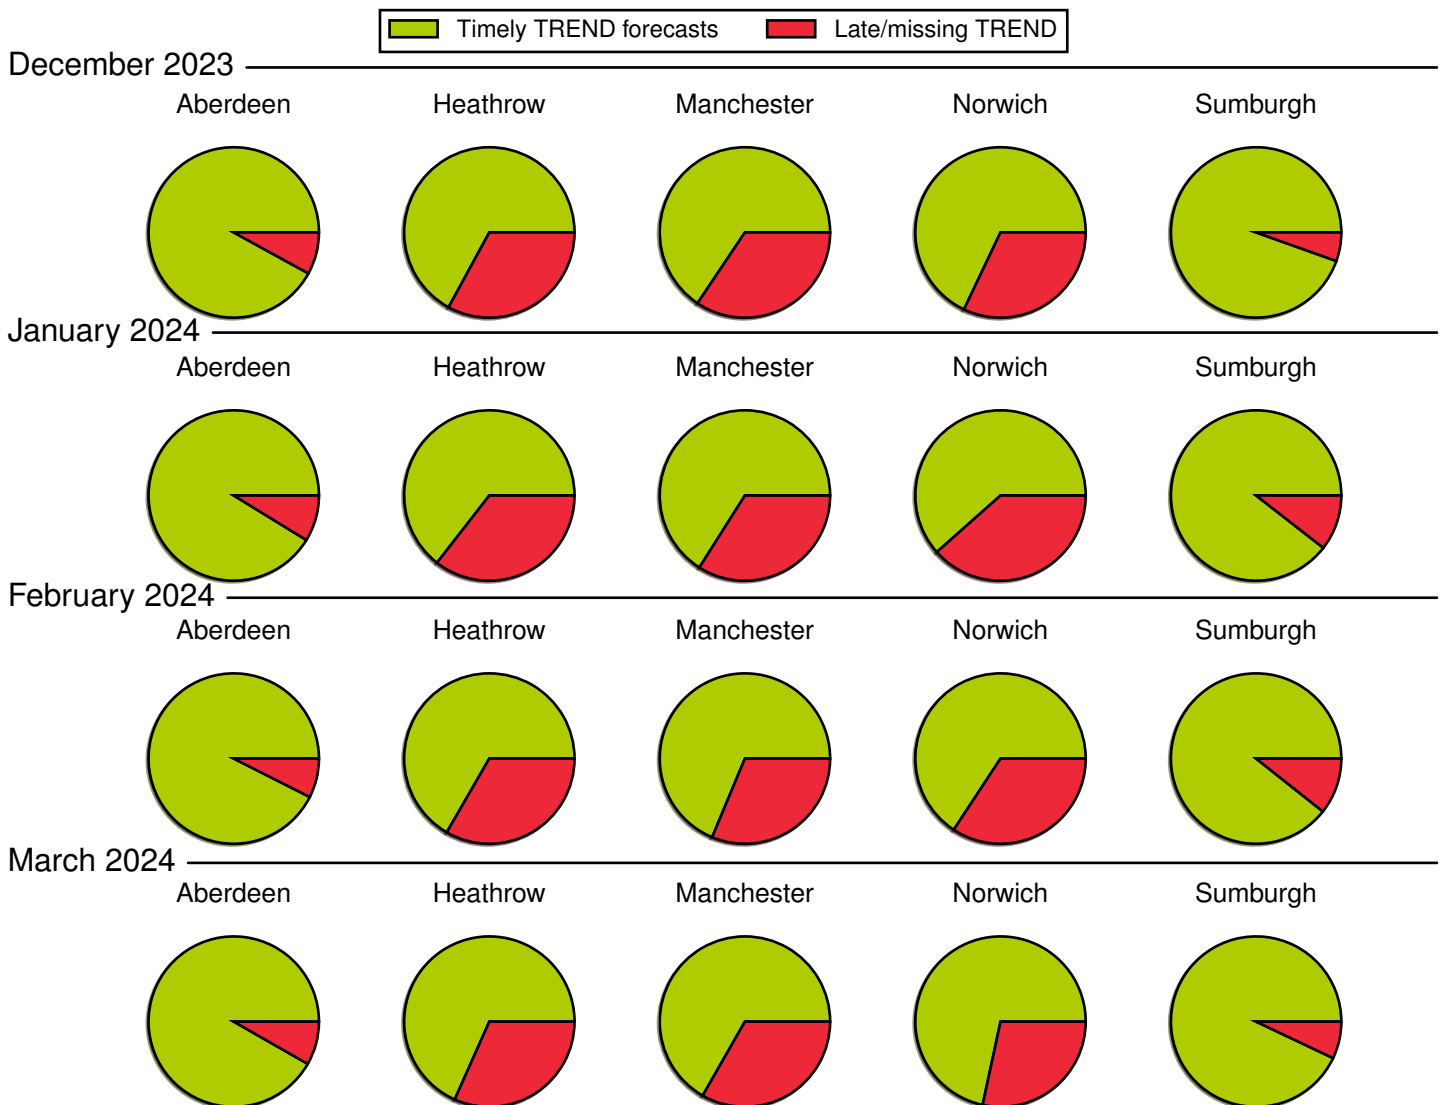 Timely TREND forecasts Late/missing TREND
December 2023
Aberdeen Heathrow Manchester Norwich Sumburgh
January 2024
Aberdeen Heathrow Manchester Norwich Sumburgh
February 2024
Aberdeen Heathrow Manchester Norwich Sumburgh
March 2024
Aberdeen Heathrow Manchester Norwich Sumburgh